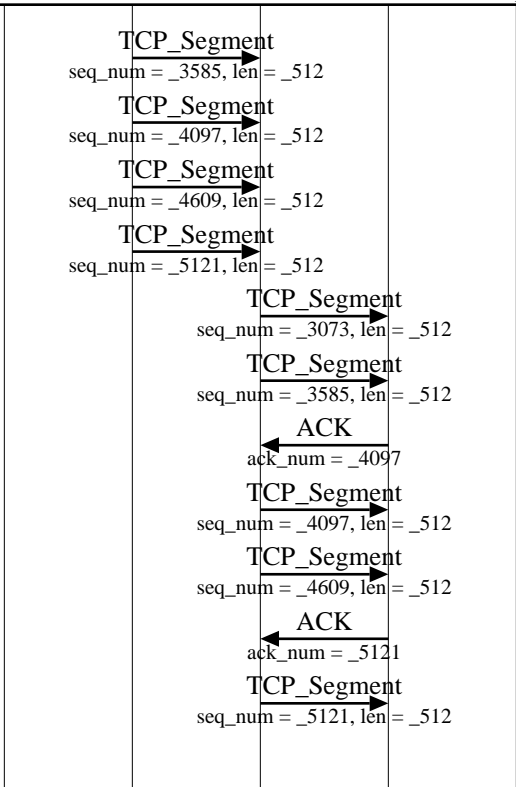 TCP_Segment
seq_num = _3585, len = _512
TCP_Segment
seq_num = _4097, len = _512
TCP_Segment
seq_num = _4609, len = _512
TCP_Segment
seq_num = _5121, len = _512
TCP_Segment
seq_num = _3073, len = _512
TCP_Segment
seq_num = _3585, len = _512
ACK
ack_num = _4097
TCP_Segment
seq_num = _4097, len = _512
TCP_Segment
seq_num = _4609, len = _512
ACK
ack_num = _5121
TCP_Segment
seq_num = _5121, len = _512